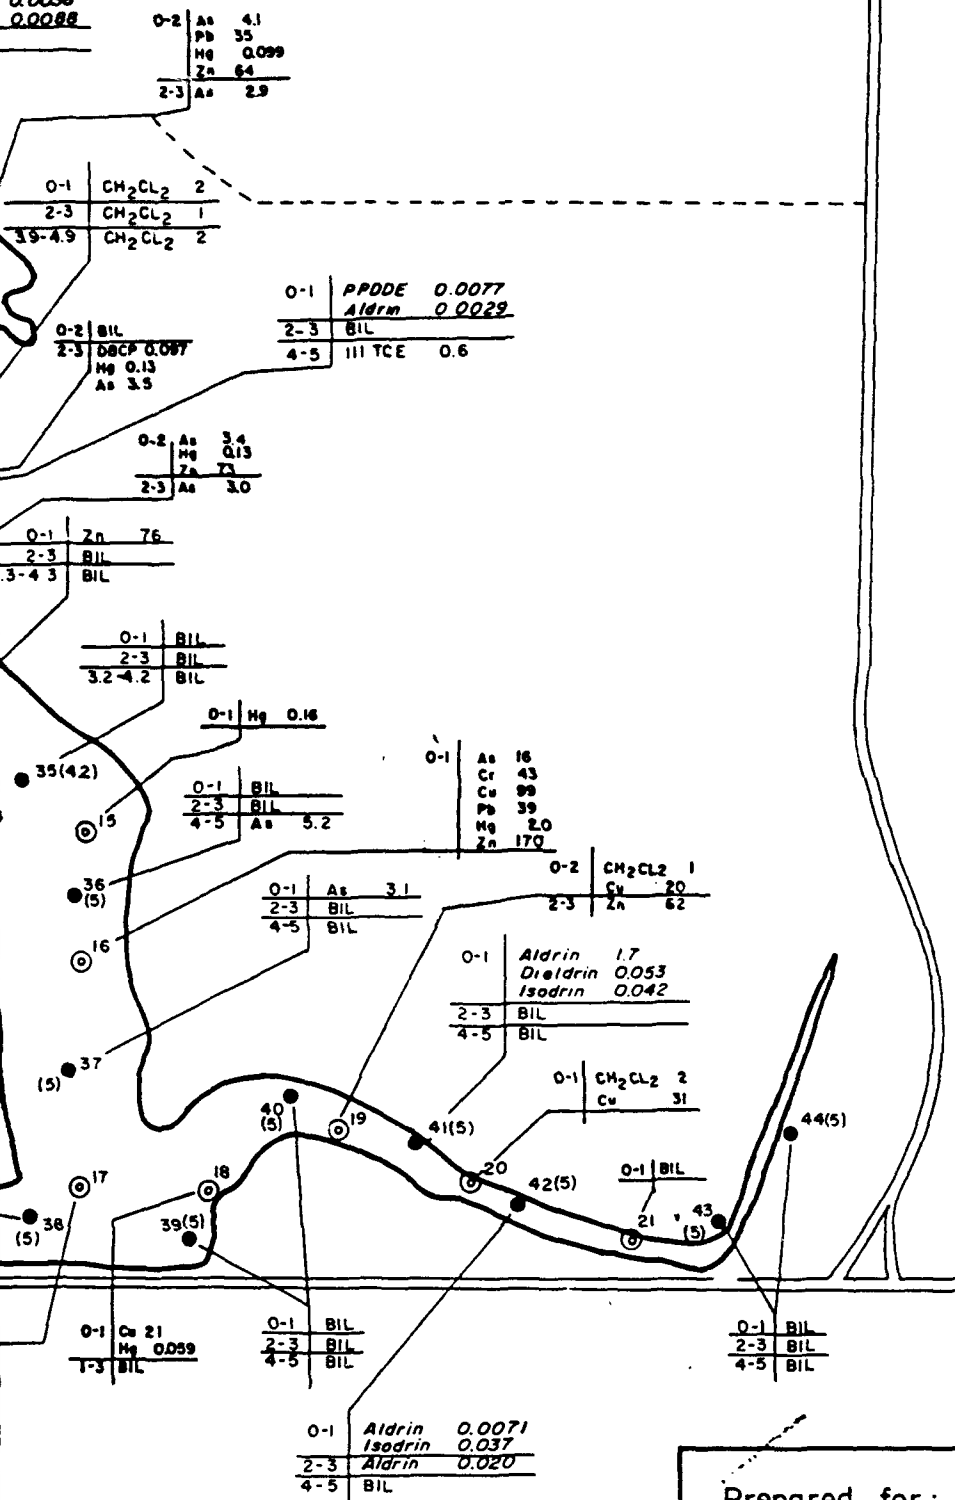 0.0088
0-2 As 4.1
Pb 35
Hg 0.099
Zn 64
2-3 As 2.9
0-1 CH2CL2 2
2-3 CH2CL2 1
3.9-4.9 CH2CL2 2
0-1 PPDDE 0.0077
Aldrin 0.0029
2-3 BIL
4-5 111 TCE 0.6
0-2 BIL
2-3 DBCP 0.097
Hg 0.13
As 3.5
0-2 As 3.4
Hg 0.13
Zn 73
2-3 As 3.0
0-1 Zn 76
2-3 BIL
.3-4.3 BIL
0-1 BIL
2-3 BIL
3.2-4.2 BIL
0-1 Hg 0.16
35(4.2)
15
0-1 BIL
2-3 BIL
4-5 As 5.2
0-1 As 16
Cr 43
Cu 99
Pb 39
Hg 2.0
Zn 170
36
(5)
0-1 As 3.1
2-3 BIL
4-5 BIL
0-2 CH2CL2 1
Cu 20
2-3 Zn 62
16
0-1 Aldrin 1.7
Dieldrin 0.053
Isodrin 0.042
2-3 BIL
4-5 BIL
37
(5)
0-1 CH2CL2 2
Cu 31
40
(5)
19
41(5)
44(5)
20
42(5)
0-1 BIL
17
18
21
43
(5)
38
(5)
39(5)
0-1 Cu 21
Hg 0.059
1-3 BIL
0-1 BIL
2-3 BIL
4-5 BIL
0-1 BIL
2-3 BIL
4-5 BIL
0-1 Aldrin 0.0071
Isodrin 0.037
2-3 Aldrin 0.020
4-5 BIL
Prepared for: